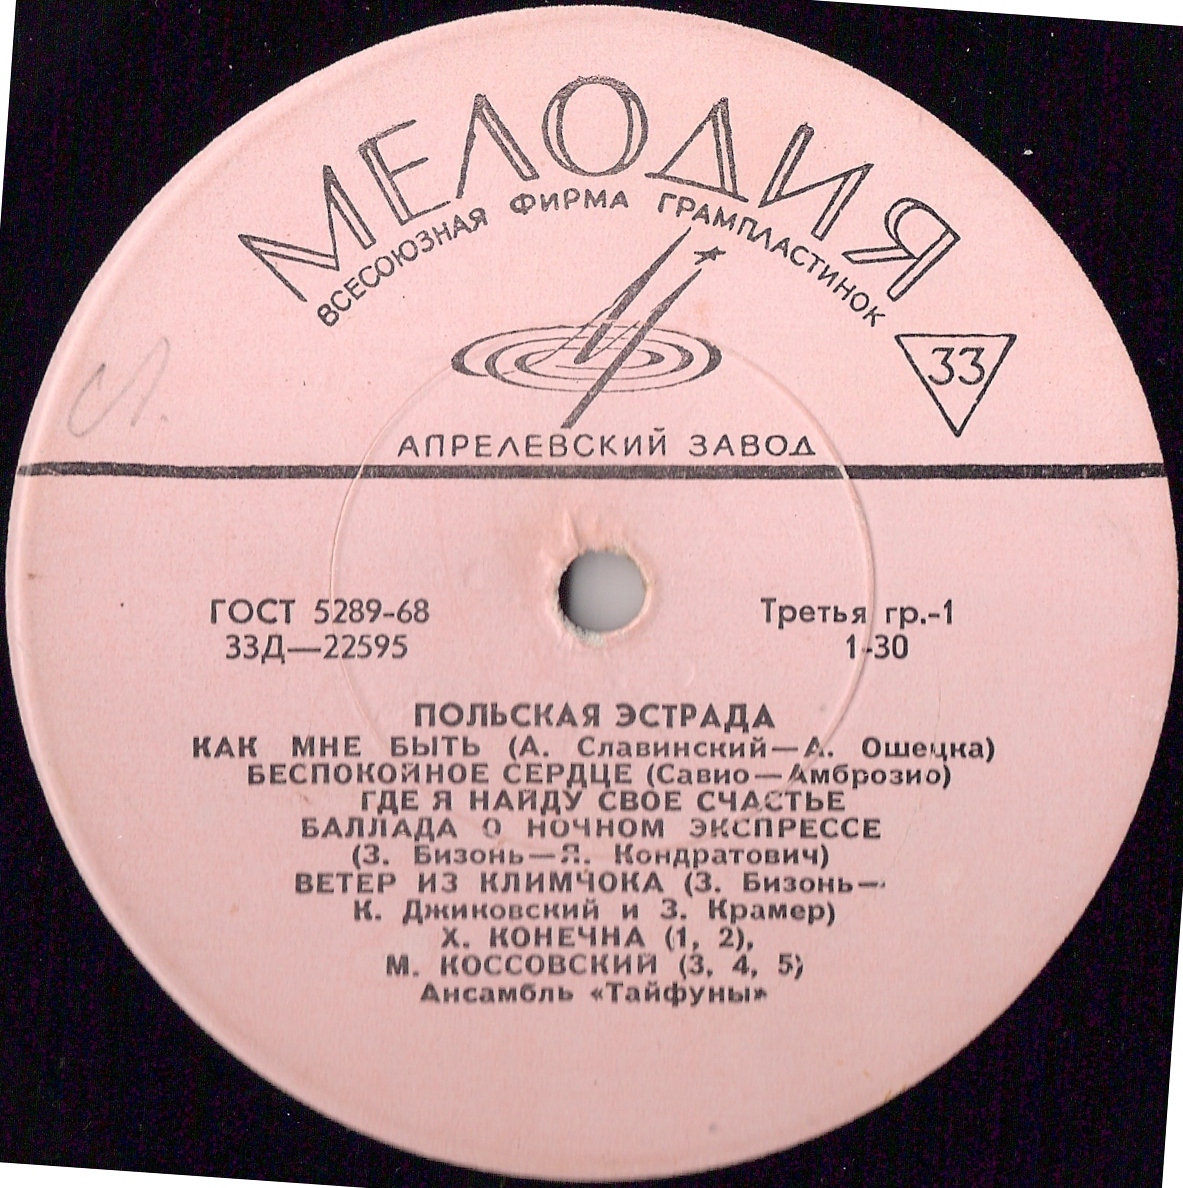 МЕЛОДИЯ
ВСЕСОЮЗНАЯ ФИРМА ГРАМПЛАСТИНОК
33
АПРЕЛЕВСКИЙ ЗАВОД
ГОСТ 5289-68
Третья гр.-1
33Д—22595
1-30
ПОЛЬСКАЯ ЭСТРАДА
КАК МНЕ БЫТЬ (А. Славинский—А. Ошецка)
БЕСПОКОЙНОЕ СЕРДЦЕ (Савио—Амброзио)
ГДЕ Я НАЙДУ СВОЕ СЧАСТЬЕ
БАЛЛАДА О НОЧНОМ ЭКСПРЕССЕ
(З. Бизонь—Я. Кондратович)
ВЕТЕР ИЗ КЛИМЧОКА (З. Бизонь—
К. Джиковский и З. Крамер)
Х. КОНЕЧНА (1, 2),
М. КОССОВСКИЙ (3, 4, 5)
Ансамбль «Тайфуны»